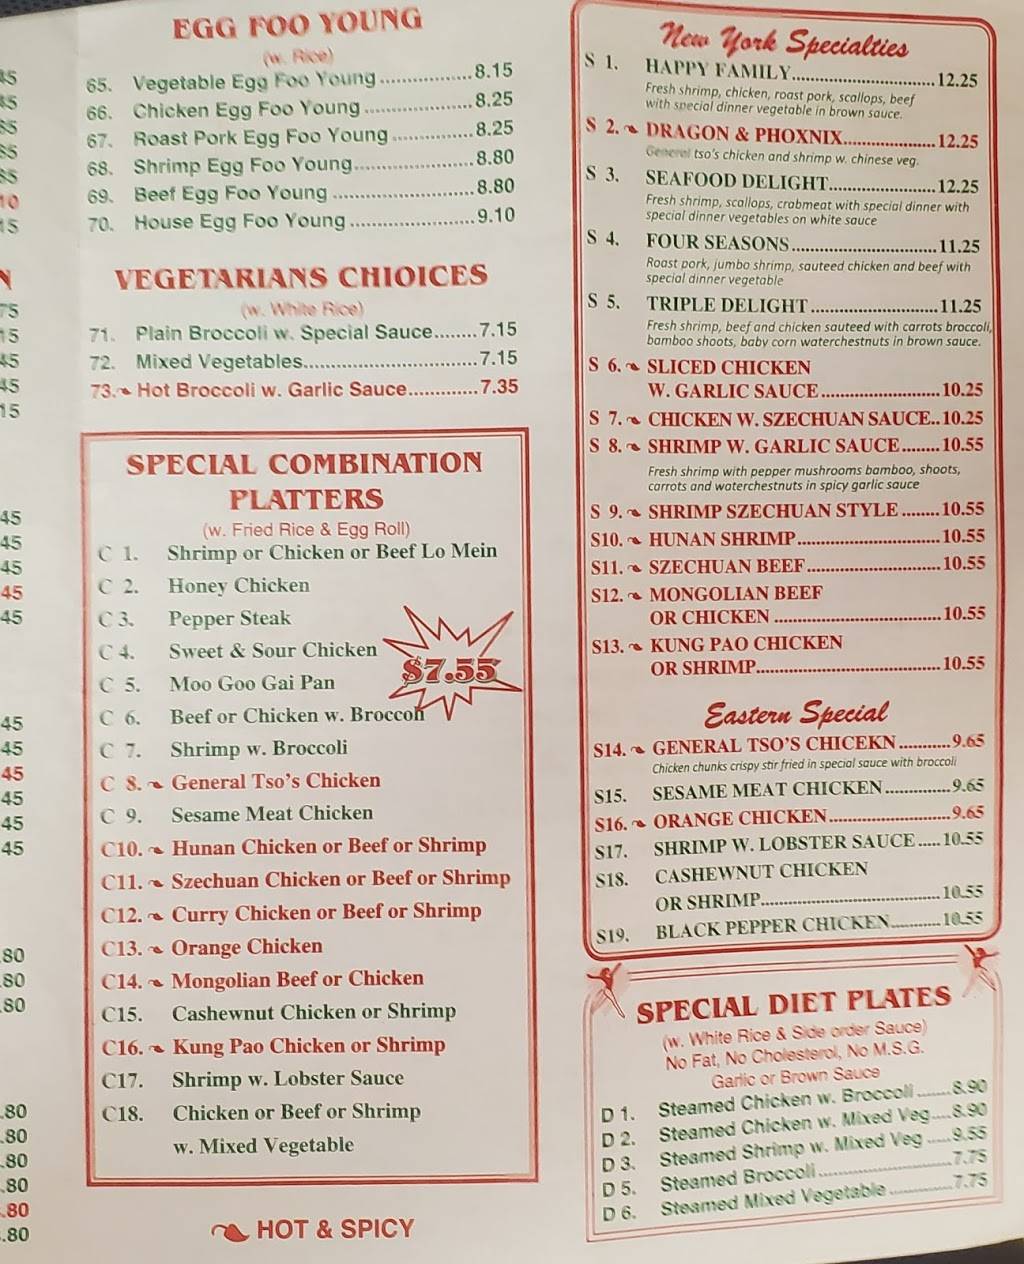 EGG FOO YOUNG
(w. Rice)
65. Vegetable Egg Foo Young ................. 8.15
66. Chicken Egg Foo Young .................... 8.25
67. Roast Pork Egg Foo Young ............... 8.25
68. Shrimp Egg Foo Young...................... 8.80
69. Beef Egg Foo Young .......................... 8.80
70. House Egg Foo Young ....................... 9.10
VEGETARIANS CHIOICES
(w. White Rice)
71. Plain Broccoli w. Special Sauce........ 7.15
72. Mixed Vegetables................................ 7.15
73. Hot Broccoli w. Garlic Sauce............. 7.35
SPECIAL COMBINATION
PLATTERS
(w. Fried Rice & Egg Roll)
C 1. Shrimp or Chicken or Beef Lo Mein
C 2. Honey Chicken
C 3. Pepper Steak
C 4. Sweet & Sour Chicken
$7.55
C 5. Moo Goo Gai Pan
C 6. Beef or Chicken w. Broccoli
C 7. Shrimp w. Broccoli
C 8. General Tso's Chicken
C 9. Sesame Meat Chicken
C10. Hunan Chicken or Beef or Shrimp
C11. Szechuan Chicken or Beef or Shrimp
C12. Curry Chicken or Beef or Shrimp
C13. Orange Chicken
C14. Mongolian Beef or Chicken
C15. Cashewnut Chicken or Shrimp
C16. Kung Pao Chicken or Shrimp
C17. Shrimp w. Lobster Sauce
C18. Chicken or Beef or Shrimp
w. Mixed Vegetable
HOT & SPICY
New York Specialties
S 1. HAPPY FAMILY.............................. 12.25
Fresh shrimp, chicken, roast pork, scallops, beef
with special dinner vegetable in brown sauce.
S 2. DRAGON & PHOXNIX.................... 12.25
General tso's chicken and shrimp w. chinese veg.
S 3. SEAFOOD DELIGHT...................... 12.25
Fresh shrimp, scallops, crabmeat with special dinner with
special dinner vegetables on white sauce
S 4. FOUR SEASONS.............................. 11.25
Roast pork, jumbo shrimp, sauteed chicken and beef with
special dinner vegetable
S 5. TRIPLE DELIGHT .......................... 11.25
Fresh shrimp, beef and chicken sauteed with carrots broccoli,
bamboo shoots, baby corn waterchestnuts in brown sauce.
S 6. SLICED CHICKEN
W. GARLIC SAUCE ......................... 10.25
S 7. CHICKEN W. SZECHUAN SAUCE.. 10.25
S 8. SHRIMP W. GARLIC SAUCE........ 10.55
Fresh shrimp with pepper mushrooms bamboo, shoots,
carrots and waterchestnuts in spicy garlic sauce
S 9. SHRIMP SZECHUAN STYLE ........ 10.55
S10. HUNAN SHRIMP.............................. 10.55
S11. SZECHUAN BEEF............................ 10.55
S12. MONGOLIAN BEEF
OR CHICKEN ................................... 10.55
S13. KUNG PAO CHICKEN
OR SHRIMP....................................... 10.55
Eastern Special
S14. GENERAL TSO'S CHICEKN ........... 9.65
Chicken chunks crispy stir fried in special sauce with broccoli
S15. SESAME MEAT CHICKEN.............. 9.65
S16. ORANGE CHICKEN......................... 9.65
S17. SHRIMP W. LOBSTER SAUCE ..... 10.55
S18. CASHEWNUT CHICKEN
OR SHRIMP...................................... 10.55
S19. BLACK PEPPER CHICKEN........... 10.55
SPECIAL DIET PLATES
(w. White Rice & Side order Sauce)
No Fat, No Cholesterol, No M.S.G.
Garlic or Brown Sauce
D 1. Steamed Chicken w. Broccoli ....... 8.90
D 2. Steamed Chicken w. Mixed Veg.... 8.90
D 3. Steamed Shrimp w. Mixed Veg ..... 9.55
D 5. Steamed Broccoli............................ 7.75
D 6. Steamed Mixed Vegetable ............. 7.75